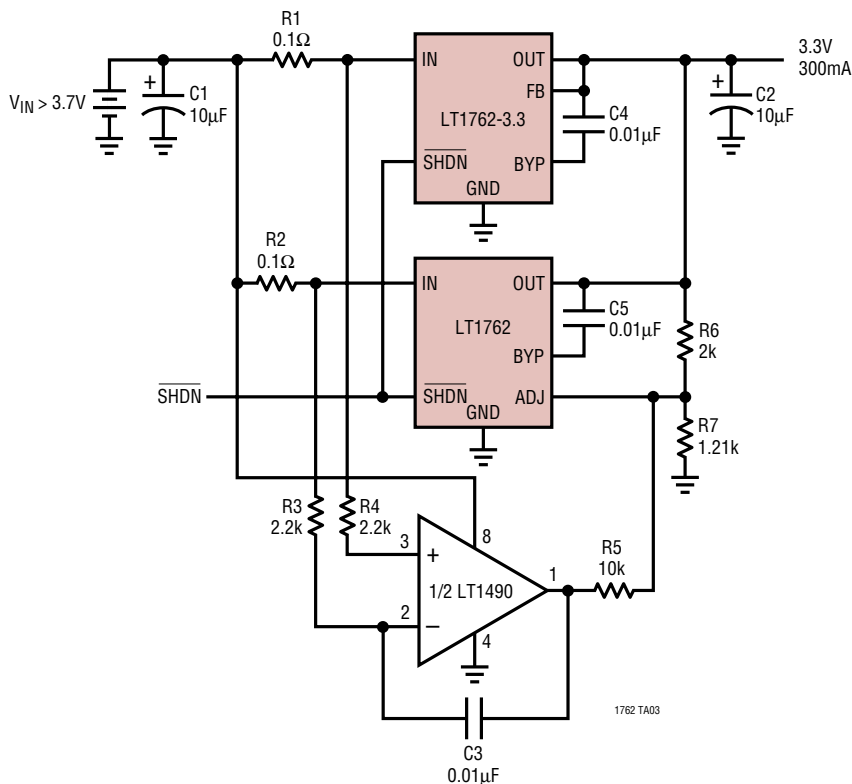 R1
0.1Ω
VIN > 3.7V
+
C1
10µF
IN
OUT
FB
LT1762-3.3
SHDN
BYP
GND
C4
0.01µF
+
C2
10µF
3.3V
300mA
R2
0.1Ω
IN
OUT
LT1762
BYP
SHDN
ADJ
GND
C5
0.01µF
SHDN
R6
2k
R7
1.21k
R3
2.2k
R4
2.2k
3
+
8
1/2 LT1490
2
−
4
1
R5
10k
C3
0.01µF
1762 TA03